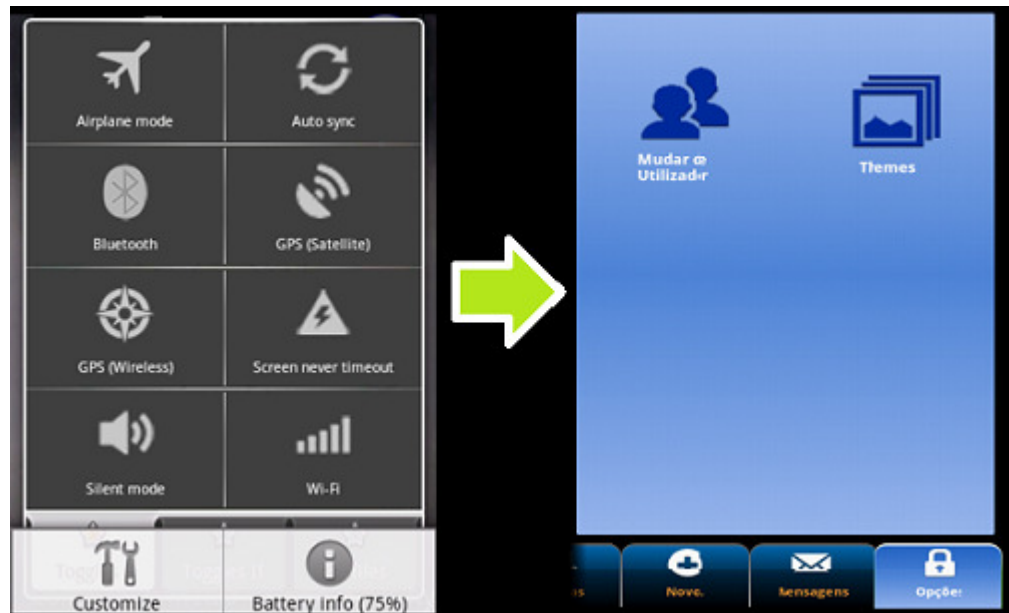 Airplane mode
Auto sync
Bluetooth
GPS (Satellite)
GPS (Wireless)
Screen never timeout
Silent mode
Wi-Fi
Customize
Battery info (75%)
Mudar de
Utilizador
Themes
Novo.
Mensagens
Opções